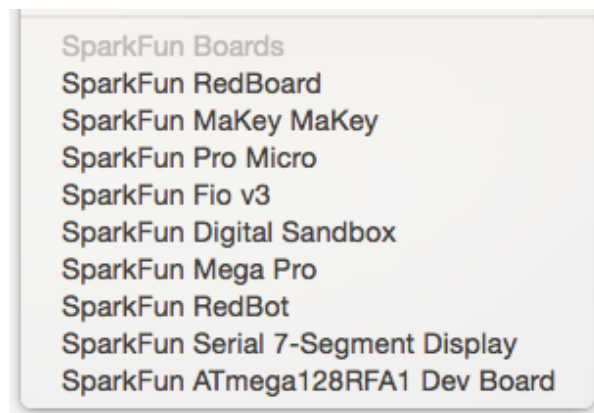 SparkFun Boards
SparkFun RedBoard
SparkFun MaKey MaKey
SparkFun Pro Micro
SparkFun Fio v3
SparkFun Digital Sandbox
SparkFun Mega Pro
SparkFun RedBot
SparkFun Serial 7-Segment Display
SparkFun ATmega128RFA1 Dev Board